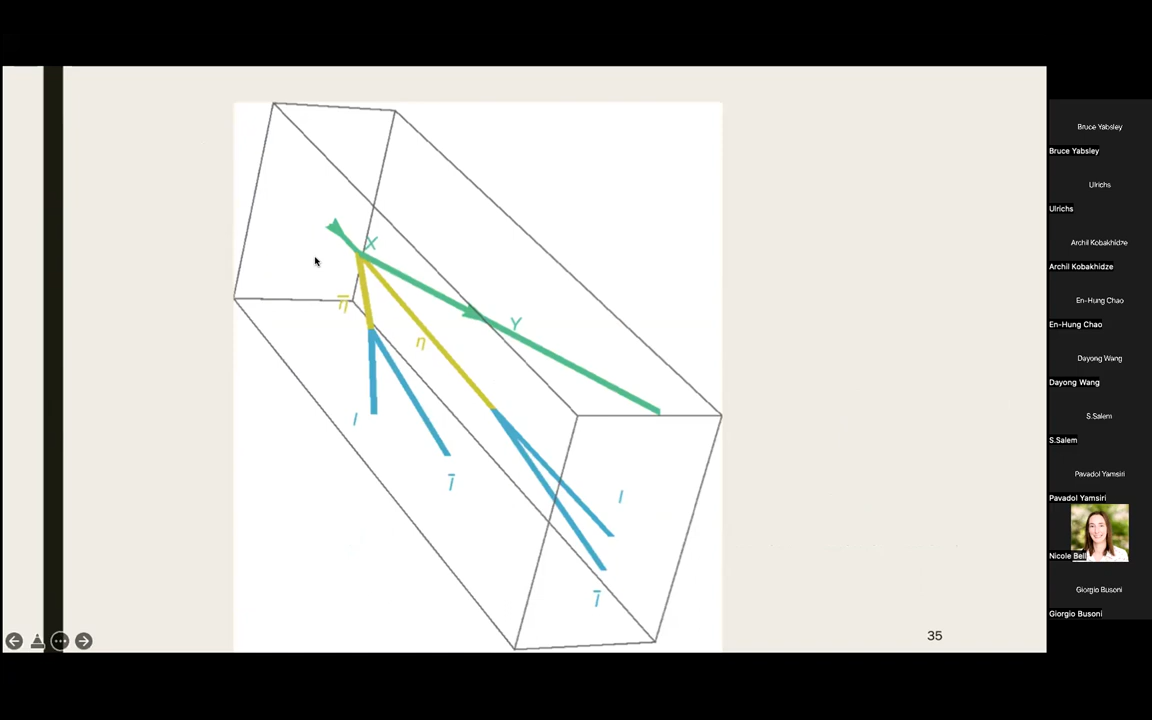 X
η̅
η
Y
l
l̅
l
l̅
35
Bruce Yabsley
Bruce Yabsley
Ulrichs
Ulrichs
Archil Kobakhidze
Archil Kobakhidze
En-Hung Chao
En-Hung Chao
Dayong Wang
Dayong Wang
S.Salem
S.Salem
Pavadol Yamsiri
Pavadol Yamsiri
Nicole Bell
Giorgio Busoni
Giorgio Busoni